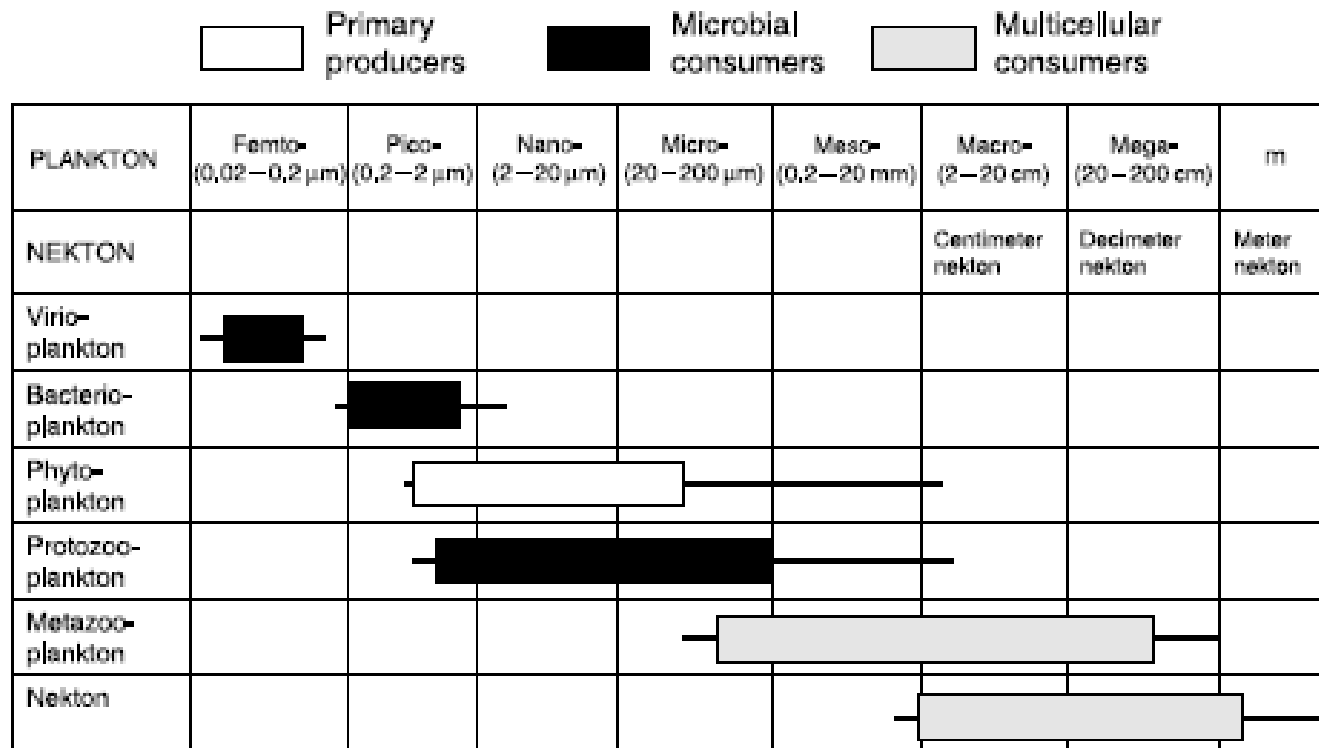 Primary
producers
Microbial
consumers
Multicellular
consumers
PLANKTON
Femto-
(0.02–0.2 µm)
Pico-
(0.2–2 µm)
Nano-
(2–20 µm)
Micro-
(20–200 µm)
Meso-
(0.2–20 mm)
Macro-
(2–20 cm)
Mega-
(20–200 cm)
m
NEKTON
Centimeter
nekton
Decimeter
nekton
Meter
nekton
Virio-
plankton
Bacterio-
plankton
Phyto-
plankton
Protozoo-
plankton
Metazoo-
plankton
Nekton